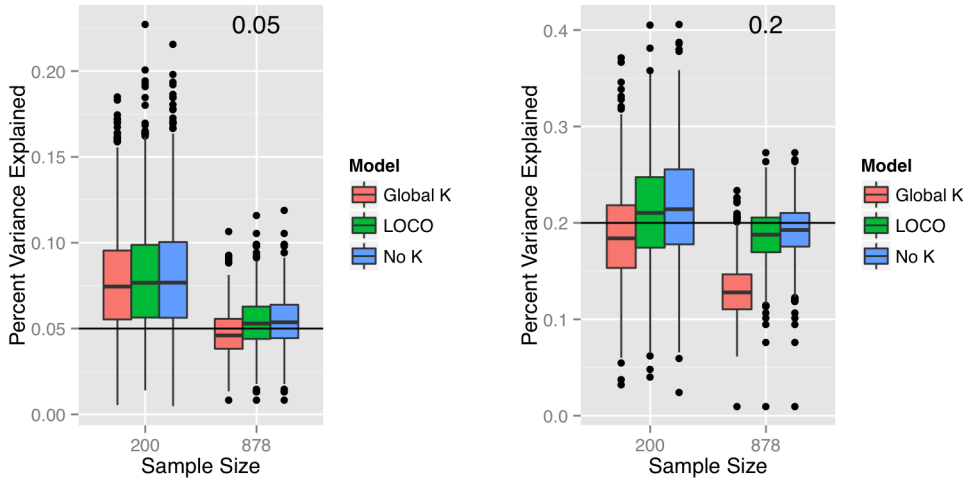 0.05
0.20
0.15
0.10
0.05
0.00
Percent Variance Explained
200
878
Sample Size
Model
Global K
LOCO
No K
0.2
0.4
0.3
0.2
0.1
0.0
Percent Variance Explained
200
878
Sample Size
Model
Global K
LOCO
No K